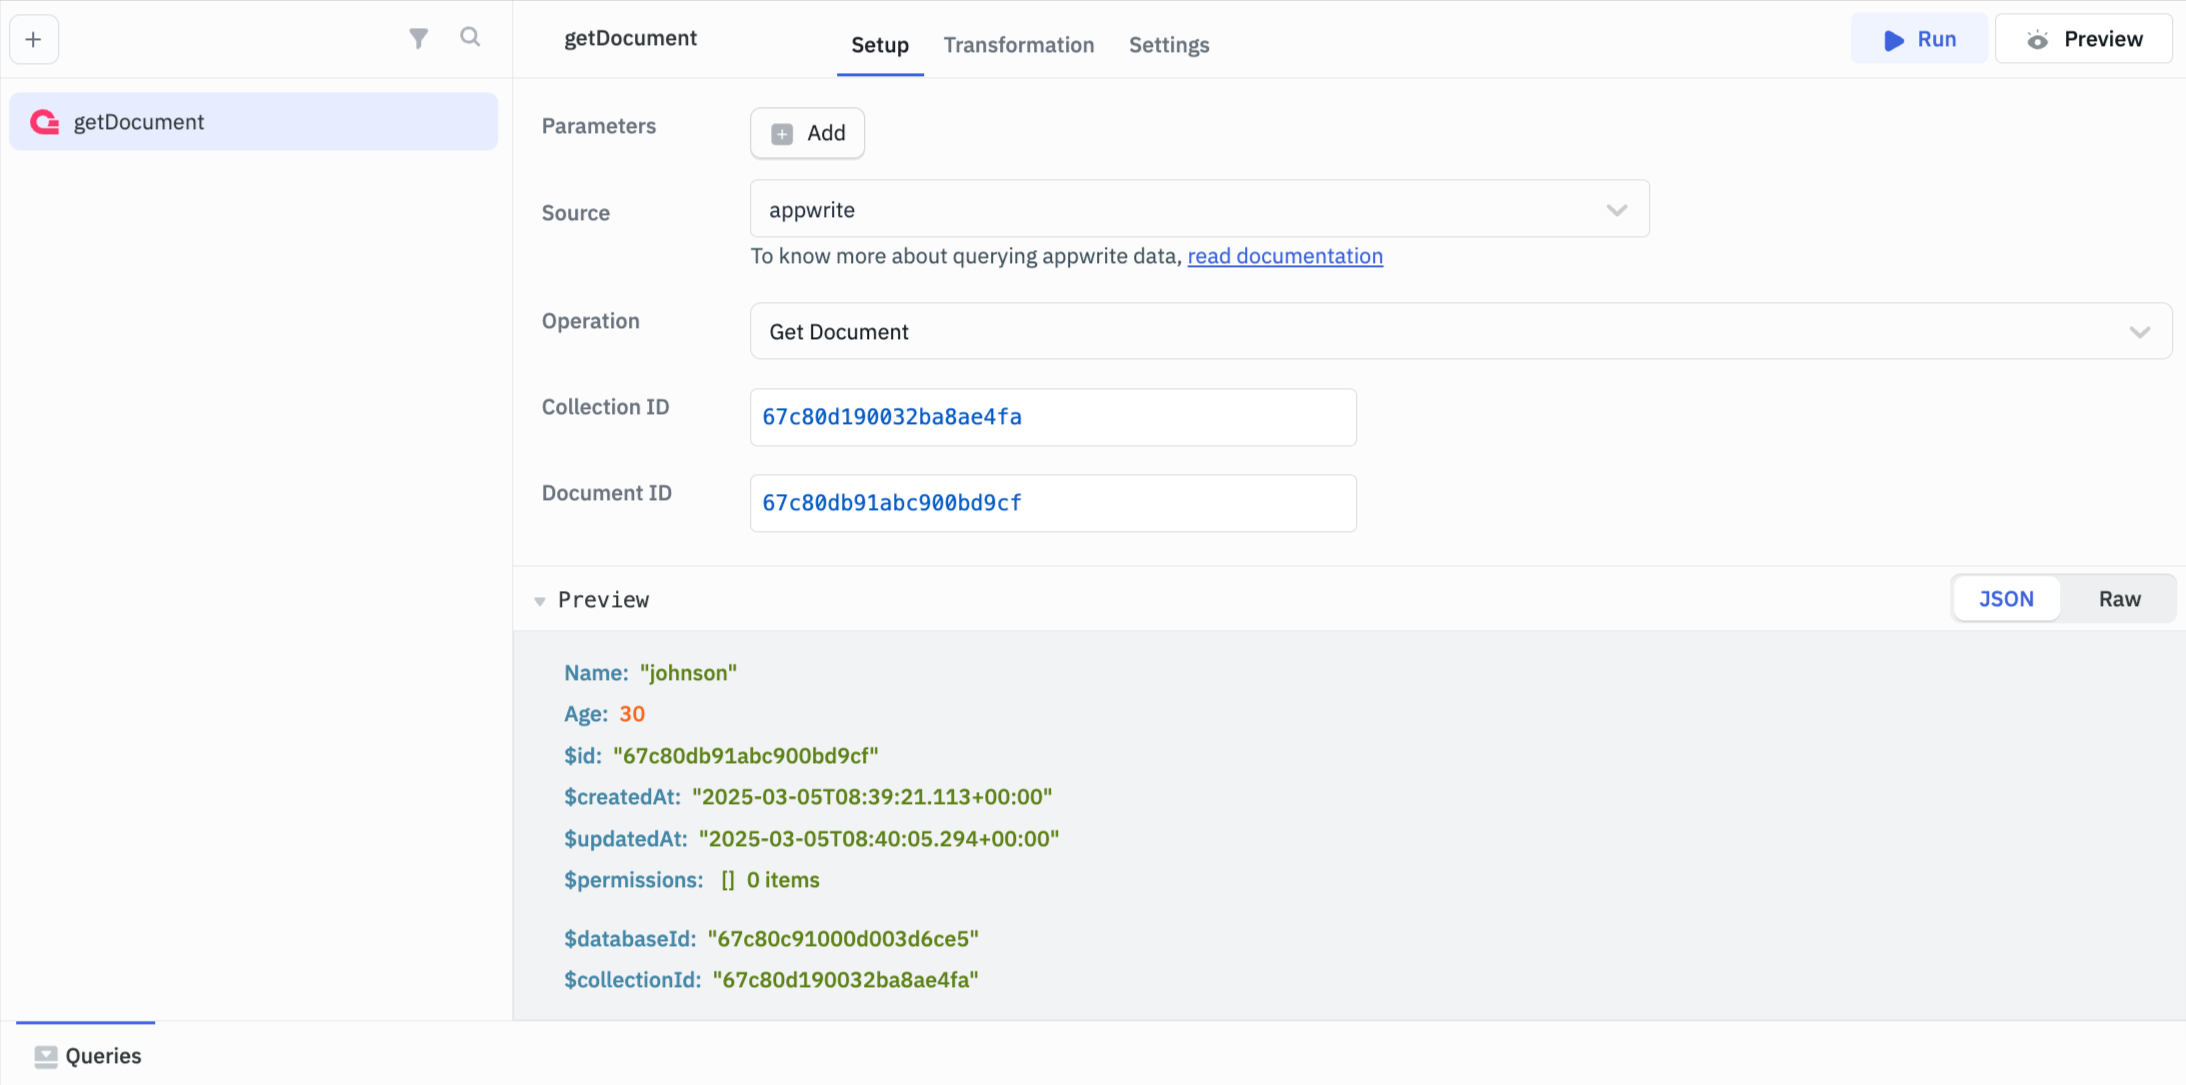 getDocument
Setup
Transformation
Settings
Run
Preview
getDocument
Parameters
Add
Source
appwrite
To know more about querying appwrite data, read documentation
Operation
Get Document
Collection ID
67c80d190032ba8ae4fa
Document ID
67c80db91abc900bd9cf
Preview
JSON
Raw
Name: "johnson"
Age: 30
$id: "67c80db91abc900bd9cf"
$createdAt: "2025-03-05T08:39:21.113+00:00"
$updatedAt: "2025-03-05T08:40:05.294+00:00"
$permissions: [] 0 items
$databaseId: "67c80c91000d003d6ce5"
$collectionId: "67c80d190032ba8ae4fa"
Queries